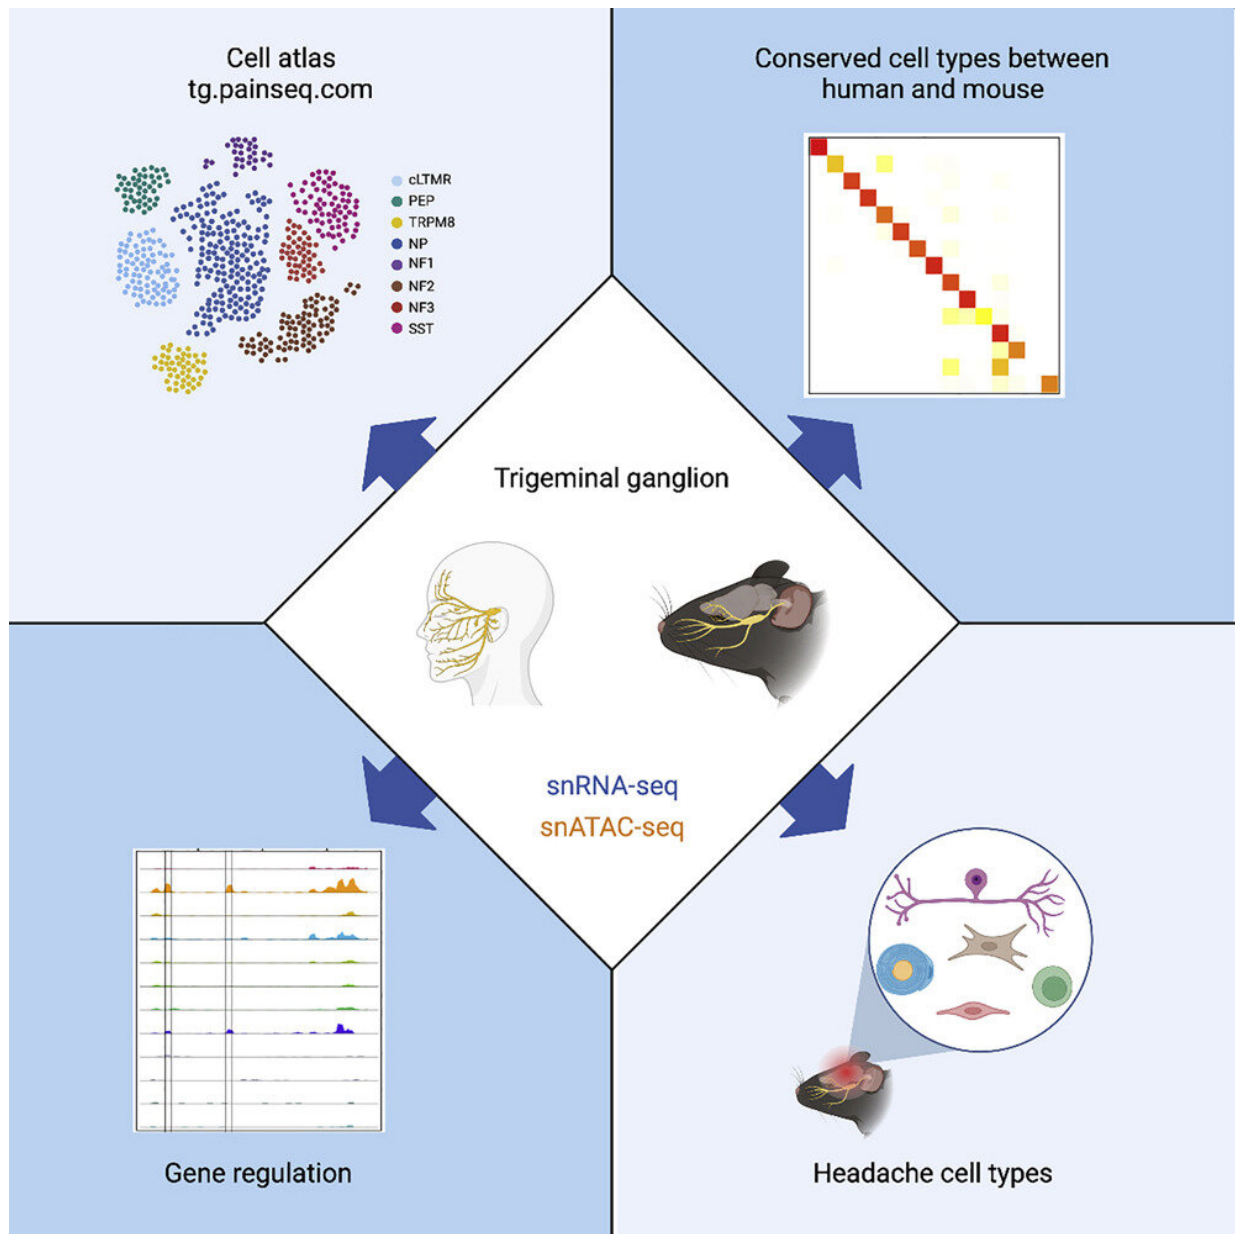 Cell atlas
tg.painseq.com
cLTMR
PEP
TRPM8
NP
NF1
NF2
NF3
SST
Conserved cell types between
human and mouse
Trigeminal ganglion
snRNA-seq
snATAC-seq
Gene regulation
Headache cell types